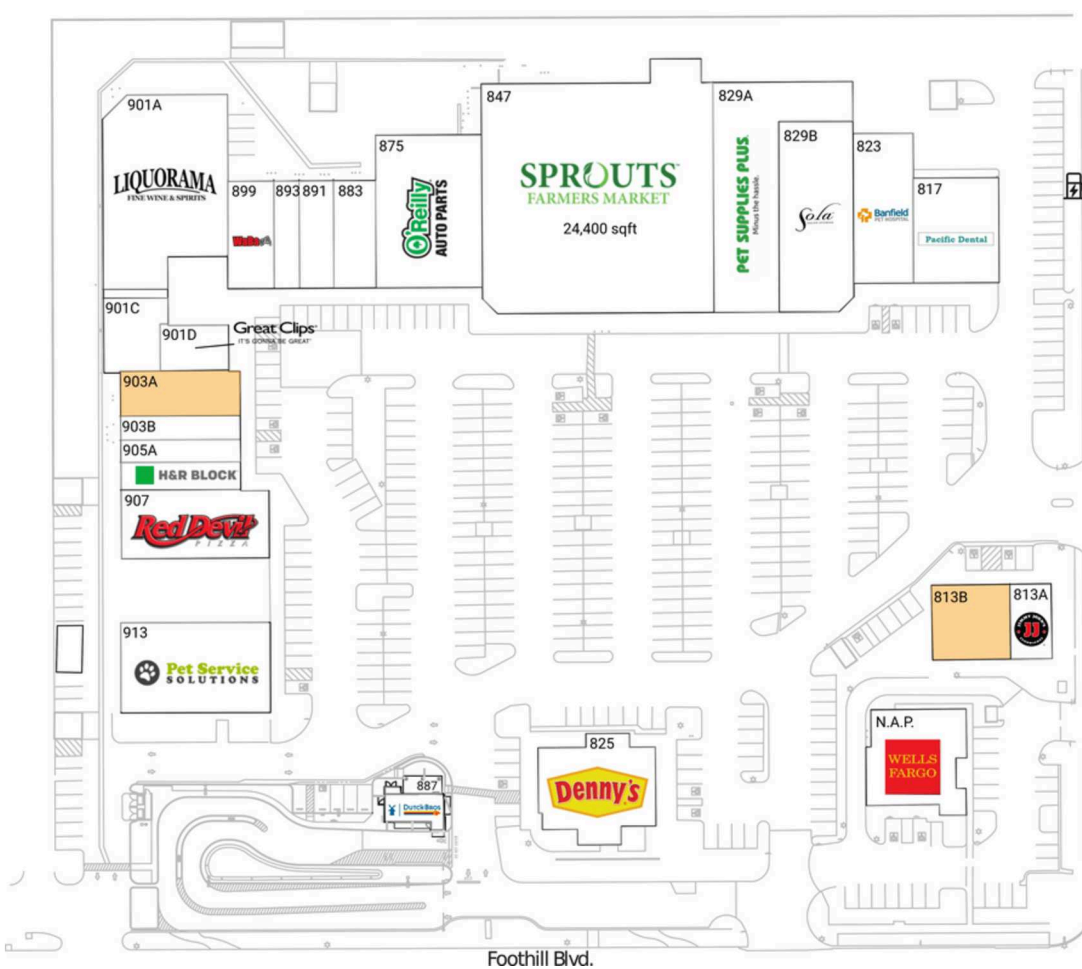 901A
LIQUORAMA
FINE WINE & SPIRITS
899
WaBa
893
891
883
875
O'Reilly
AUTO PARTS
847
SPROUTS
FARMERS MARKET
24,400 sqft
829A
PET SUPPLIES PLUS
Minus the hassle.
829B
Sola
823
Banfield
PET HOSPITAL
817
Pacific Dental
901C
901D
Great Clips
IT'S GONNA BE GREAT
903A
903B
905A
H&R BLOCK
907
Red Devil
PIZZA
913
Pet Service
SOLUTIONS
813B
813A
JIMMY JOHN'S
JJ
N.A.P.
WELLS
FARGO
825
Denny's
887
Dutch Bros
Foothill Blvd.